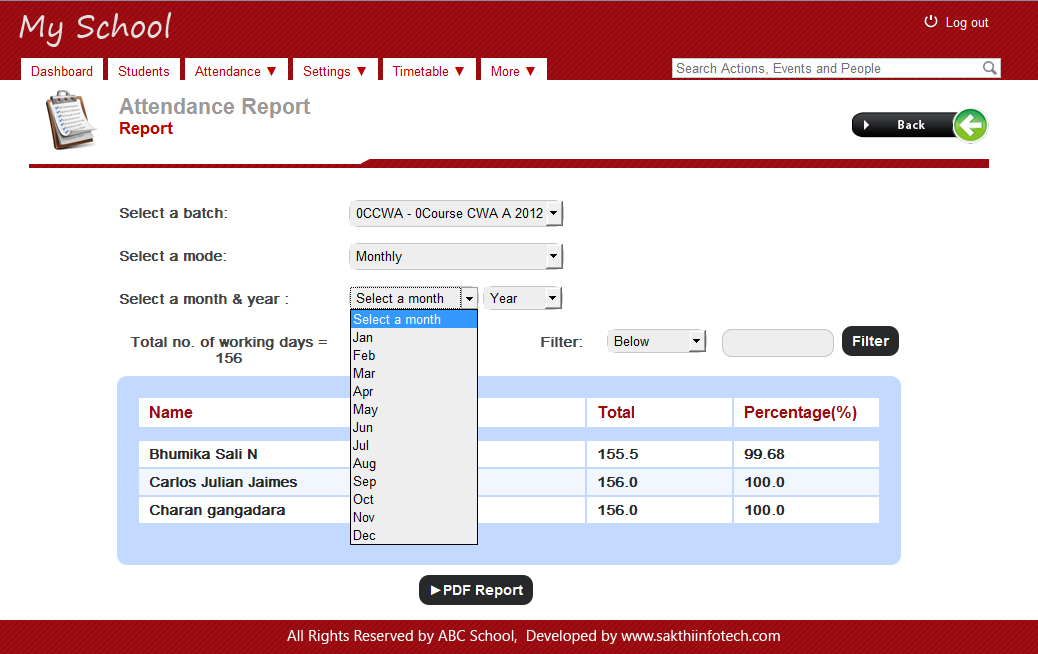 My School
Log out
Dashboard Students Attendance ▼ Settings ▼ Timetable ▼ More ▼ Search Actions, Events and People
Attendance Report
Report
Back
Select a batch: 0CCWA - 0Course CWA A 2012
Select a mode: Monthly
Select a month & year : Select a month Year
Select a month
Jan
Feb
Mar
Apr
May
Jun
Jul
Aug
Sep
Oct
Nov
Dec
Total no. of working days =
156
Filter: Below Filter
Name Total Percentage(%)
Bhumika Sali N 155.5 99.68
Carlos Julian Jaimes 156.0 100.0
Charan gangadara 156.0 100.0
►PDF Report
All Rights Reserved by ABC School, Developed by www.sakthiinfotech.com